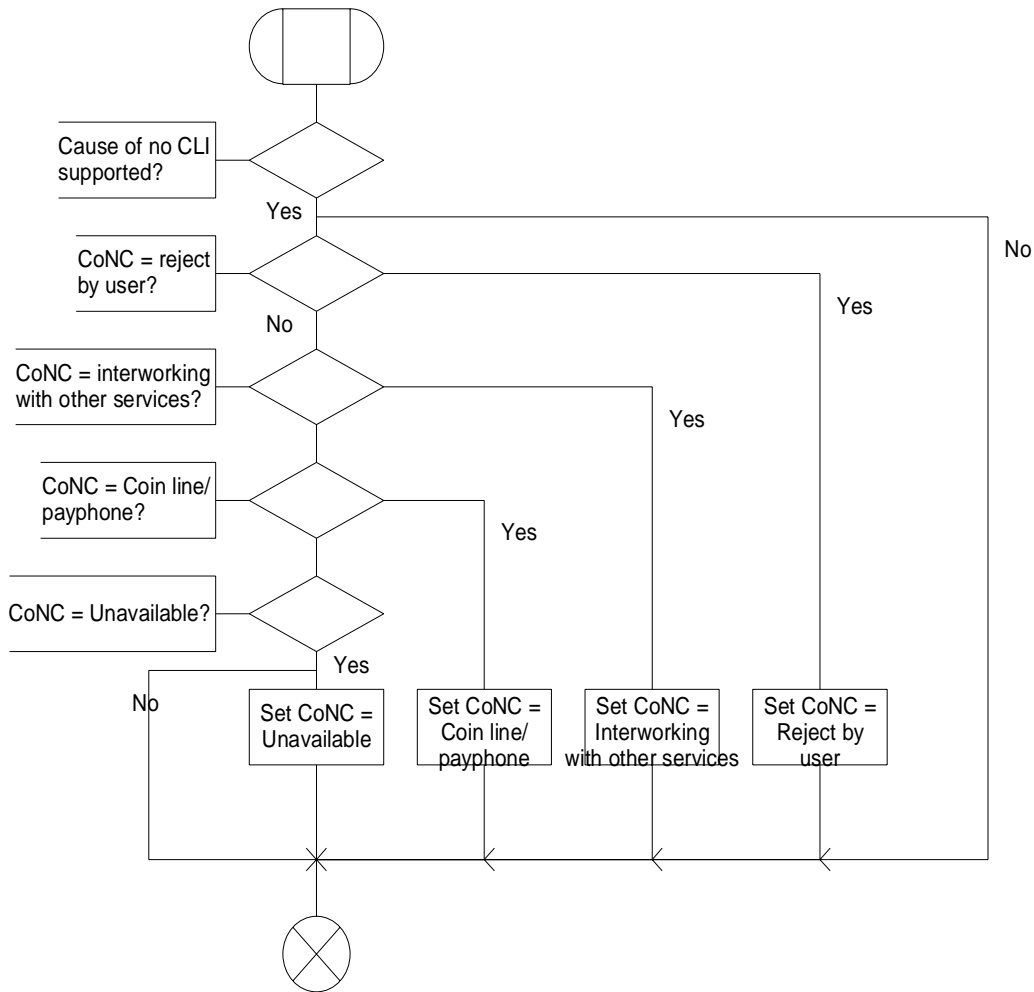 Cause of no CLI
supported?
Yes
No
CoNC = reject
by user?
Yes
No
CoNC = interworking
with other services?
Yes
CoNC = Coin line/
payphone?
Yes
CoNC = Unavailable?
Yes
No
Set CoNC =
Unavailable
Set CoNC =
Coin line/
payphone
Set CoNC =
Interworking
with other services
Set CoNC =
Reject by
user